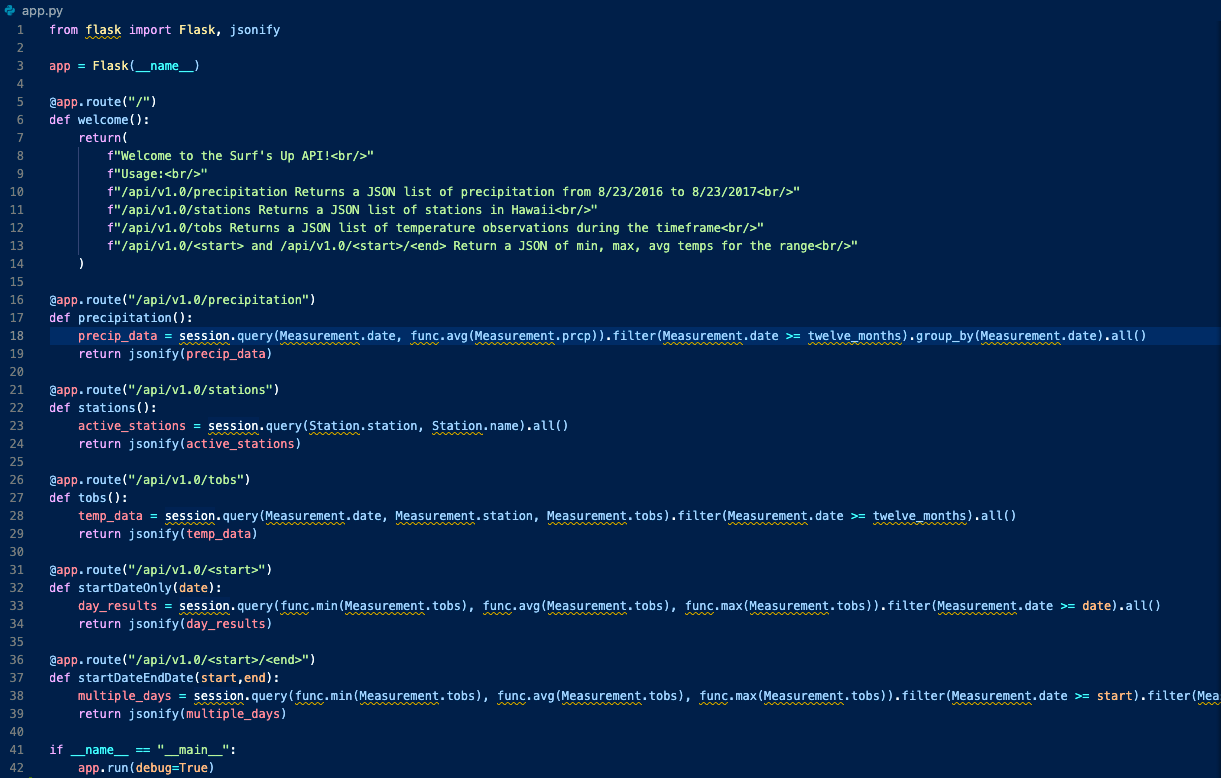 app.py
1 from flask import Flask, jsonify
2
3 app = Flask(__name__)
4
5 @app.route("/")
6 def welcome():
7     return(
8         f"Welcome to the Surf's Up API!<br/>"
9         f"Usage:<br/>"
10         f"/api/v1.0/precipitation Returns a JSON list of precipitation from 8/23/2016 to 8/23/2017<br/>"
11         f"/api/v1.0/stations Returns a JSON list of stations in Hawaii<br/>"
12         f"/api/v1.0/tobs Returns a JSON list of temperature observations during the timeframe<br/>"
13         f"/api/v1.0/<start> and /api/v1.0/<start>/<end> Return a JSON of min, max, avg temps for the range<br/>"
14     )
15
16 @app.route("/api/v1.0/precipitation")
17 def precipitation():
18     precip_data = session.query(Measurement.date, func.avg(Measurement.prcp)).filter(Measurement.date >= twelve_months).group_by(Measurement.date).all()
19     return jsonify(precip_data)
20
21 @app.route("/api/v1.0/stations")
22 def stations():
23     active_stations = session.query(Station.station, Station.name).all()
24     return jsonify(active_stations)
25
26 @app.route("/api/v1.0/tobs")
27 def tobs():
28     temp_data = session.query(Measurement.date, Measurement.station, Measurement.tobs).filter(Measurement.date >= twelve_months).all()
29     return jsonify(temp_data)
30
31 @app.route("/api/v1.0/<start>")
32 def startDateOnly(date):
33     day_results = session.query(func.min(Measurement.tobs), func.avg(Measurement.tobs), func.max(Measurement.tobs)).filter(Measurement.date >= date).all()
34     return jsonify(day_results)
35
36 @app.route("/api/v1.0/<start>/<end>")
37 def startDateEndDate(start,end):
38     multiple_days = session.query(func.min(Measurement.tobs), func.avg(Measurement.tobs), func.max(Measurement.tobs)).filter(Measurement.date >= start).filter(Mea
39     return jsonify(multiple_days)
40
41 if __name__ == "__main__":
42     app.run(debug=True)